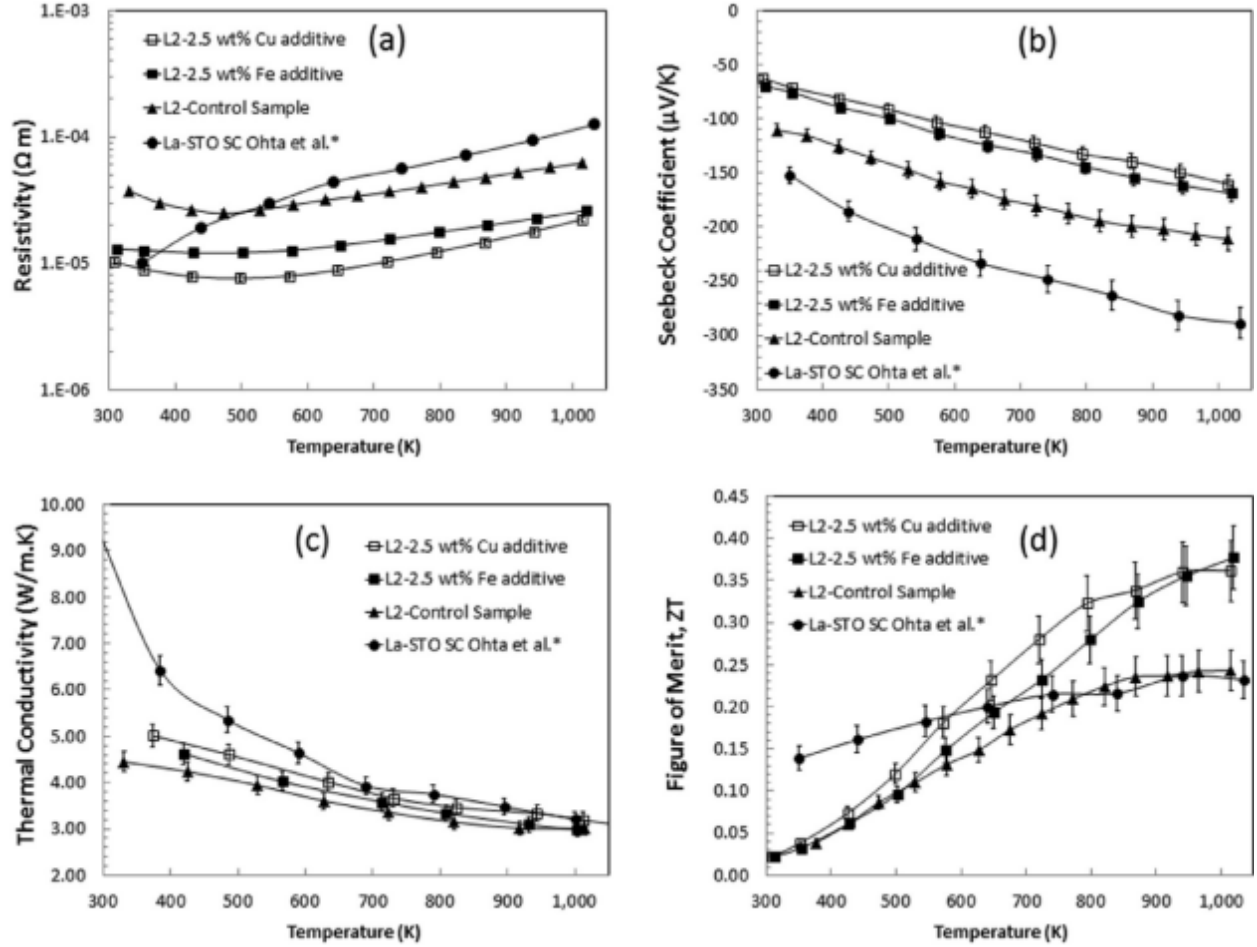 (a)
L2-2.5 wt% Cu additive
L2-2.5 wt% Fe additive
L2-Control Sample
La-STO SC Ohta et al.*
Resistivity (Ω m)
1.E-03
1.E-04
1.E-05
1.E-06
300 400 500 600 700 800 900 1,000
Temperature (K)
(b)
L2-2.5 wt% Cu additive
L2-2.5 wt% Fe additive
L2-Control Sample
La-STO SC Ohta et al.*
Seebeck Coefficient (µV/K)
0
-50
-100
-150
-200
-250
-300
-350
300 400 500 600 700 800 900 1,000
Temperature (K)
(c)
L2-2.5 wt% Cu additive
L2-2.5 wt% Fe additive
L2-Control Sample
La-STO SC Ohta et al.*
Thermal Conductivity (W/m.K)
10.00
9.00
8.00
7.00
6.00
5.00
4.00
3.00
2.00
300 400 500 600 700 800 900 1,000
Temperature (K)
(d)
L2-2.5 wt% Cu additive
L2-2.5 wt% Fe additive
L2-Control Sample
La-STO SC Ohta et al.*
Figure of Merit, ZT
0.45
0.40
0.35
0.30
0.25
0.20
0.15
0.10
0.05
0.00
300 400 500 600 700 800 900 1,000
Temperature (K)